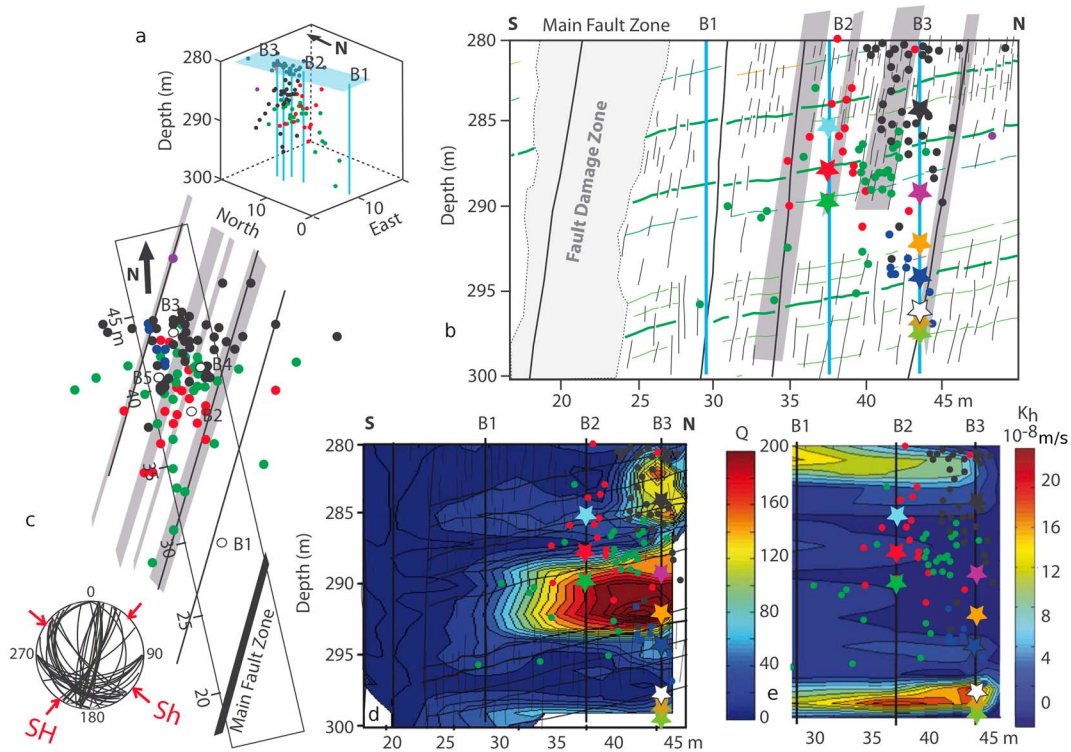 a
280
290
300
Depth (m)
N
B3
B2
B1
North
East
10
0
10
S
Main Fault Zone
B1
B2
B3
N
280
285
290
295
300
Depth (m)
Fault Damage Zone
b
20
25
30
35
40
45 m
N
B3
45 m
B4
B5
40
B2
35
30
B1
25
20
Main Fault Zone
c
0
270
90
180
SH
Sh
S
B1
B2
B3
N
280
285
290
295
300
Depth (m)
d
20
25
30
35
40
45 m
Q
200
160
120
80
40
0
B1
B2
B3
e
30
35
40
45 m
Kh
10-8m/s
20
16
12
8
4
0